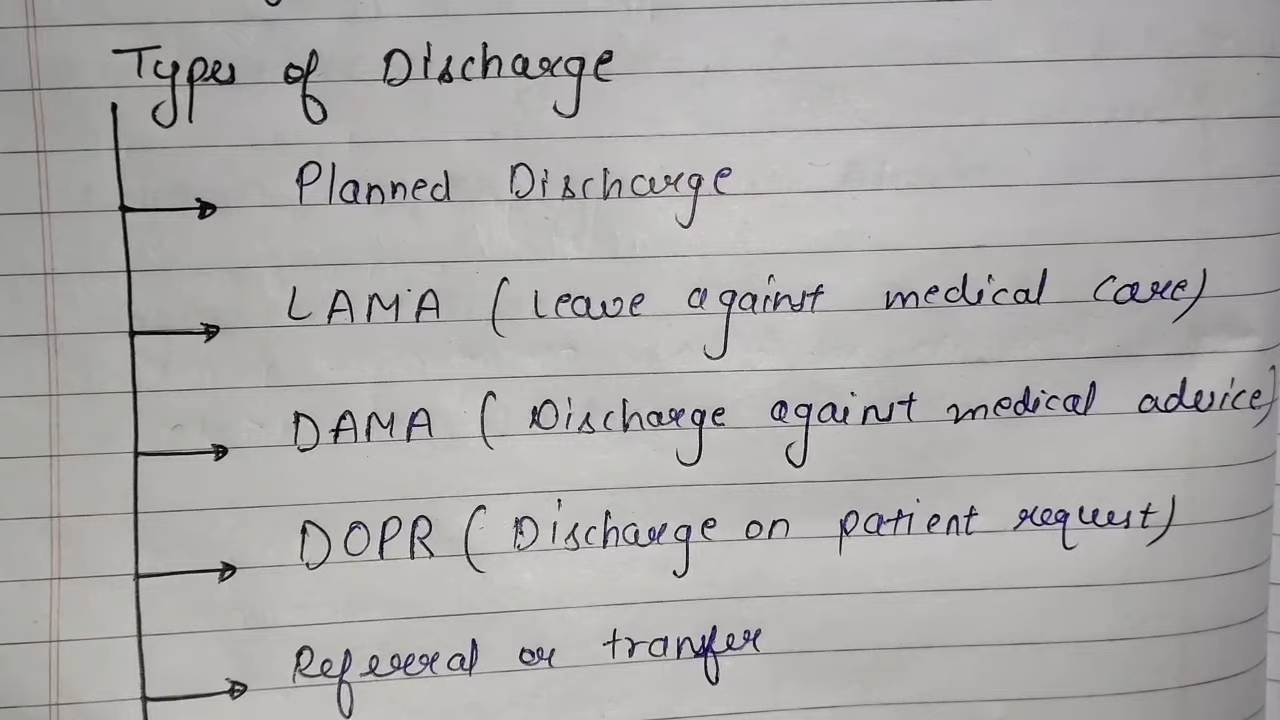 Types of Discharge
Planned Discharge
LAMA (leave against medical care)
DAMA (Discharge against medical advice)
DOPR (Discharge on patient request)
Referral or transfer